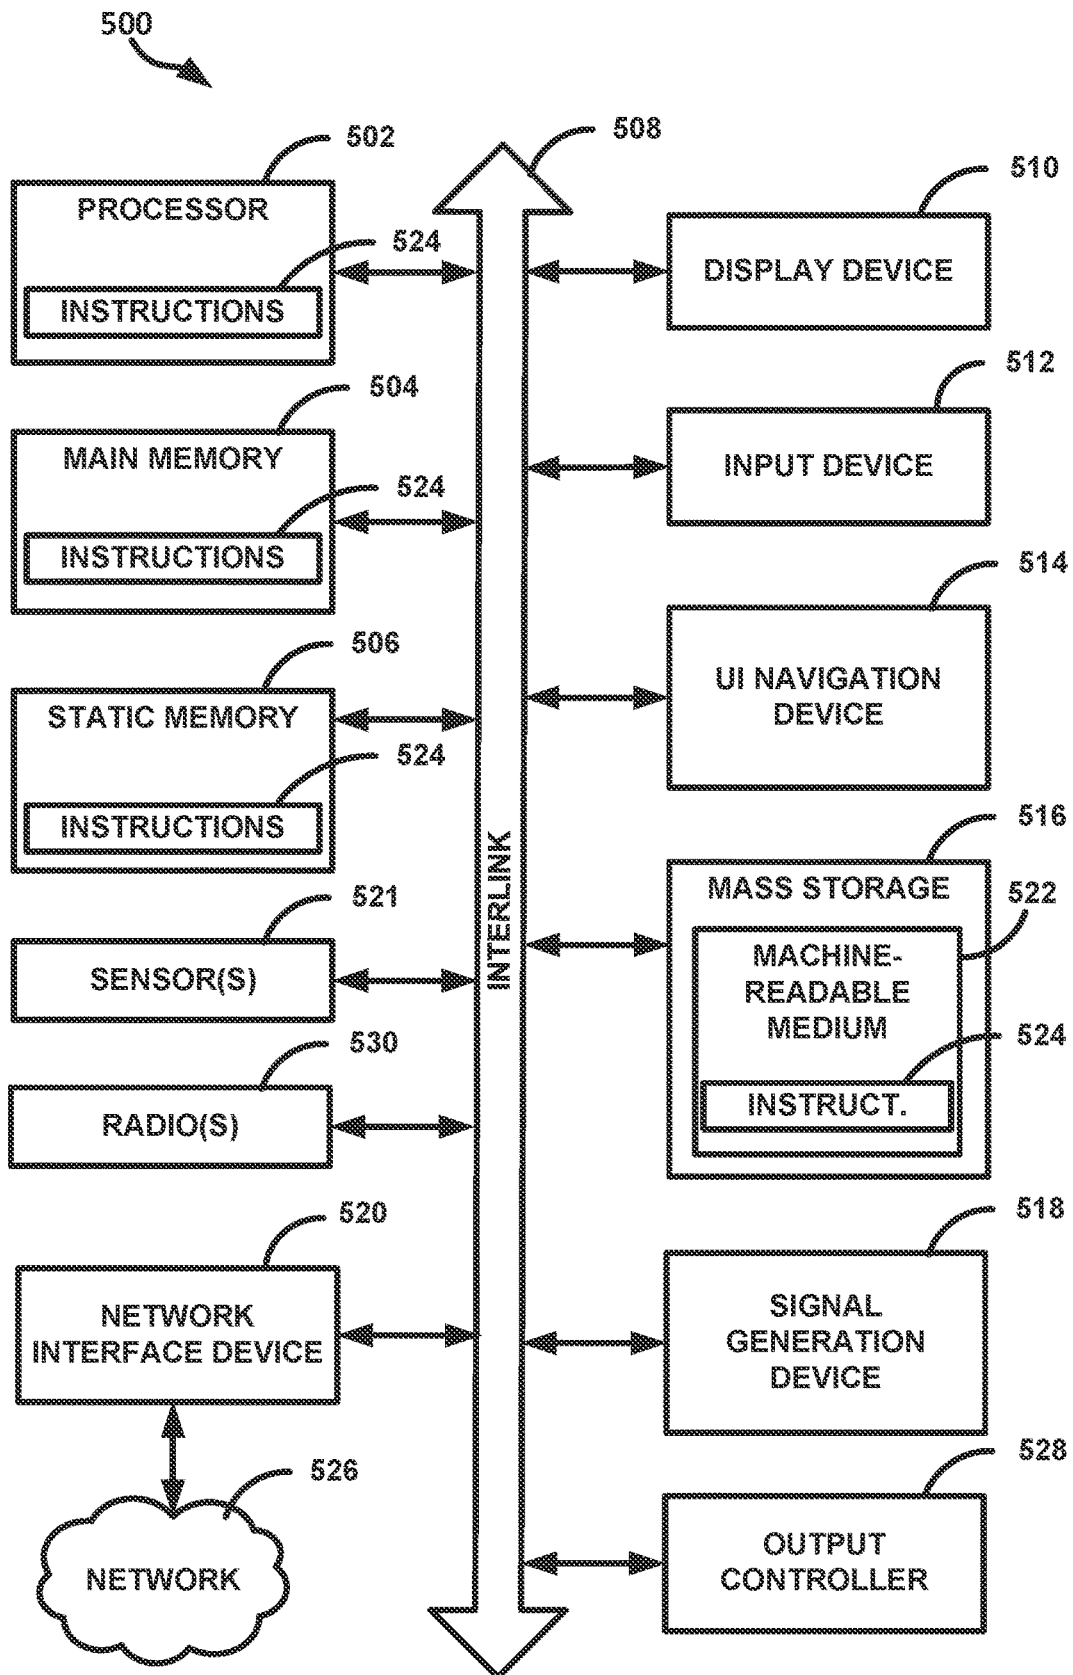 500
502
PROCESSOR
524
INSTRUCTIONS
504
MAIN MEMORY
524
INSTRUCTIONS
506
STATIC MEMORY
524
INSTRUCTIONS
521
SENSOR(S)
530
RADIO(S)
520
NETWORK
INTERFACE DEVICE
526
NETWORK
508
INTERLINK
510
DISPLAY DEVICE
512
INPUT DEVICE
514
UI NAVIGATION
DEVICE
516
MASS STORAGE
522
MACHINE-
READABLE
MEDIUM
524
INSTRUCT.
518
SIGNAL
GENERATION
DEVICE
528
OUTPUT
CONTROLLER